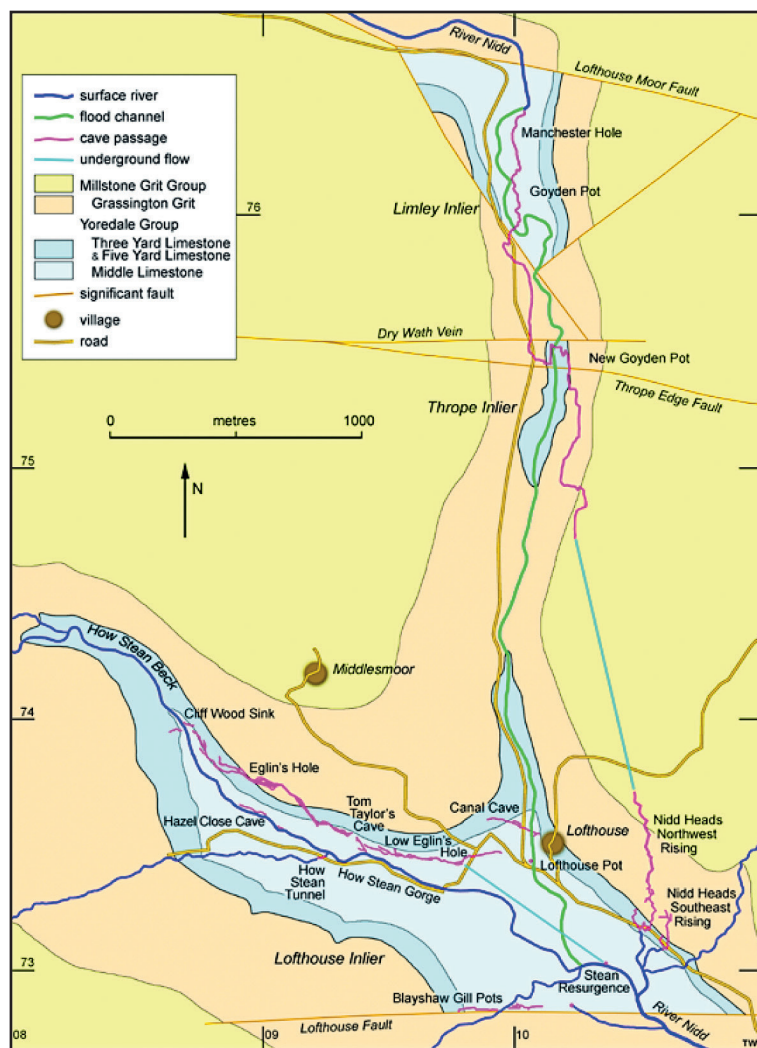 River Nidd
Lofthouse Moor Fault
surface river
flood channel
cave passage
underground flow
Millstone Grit Group
Grassington Grit
Yoredale Group
Three Yard Limestone
& Five Yard Limestone
Middle Limestone
significant fault
village
road
Manchester Hole
Goyden Pot
Limley Inlier
76
Dry Wath Vein
New Goyden Pot
Thrope Edge Fault
Thrope Inlier
0 metres 1000
75
N
How Stean Beck
Middlesmoor
74
Cliff Wood Sink
Eglin's Hole
Tom
Taylor's
Cave
Canal Cave
Hazel Close Cave
Low Eglin's
Hole
Lofthouse
Lofthouse Pot
Nidd Heads
Northwest
Rising
How
Stean
Tunnel
How Stean Gorge
Nidd Heads
Southeast
Rising
Lofthouse Inlier
73
Stean
Resurgence
Blayshaw Gill Pots
River Nidd
Lofthouse Fault
08
09
10
TW